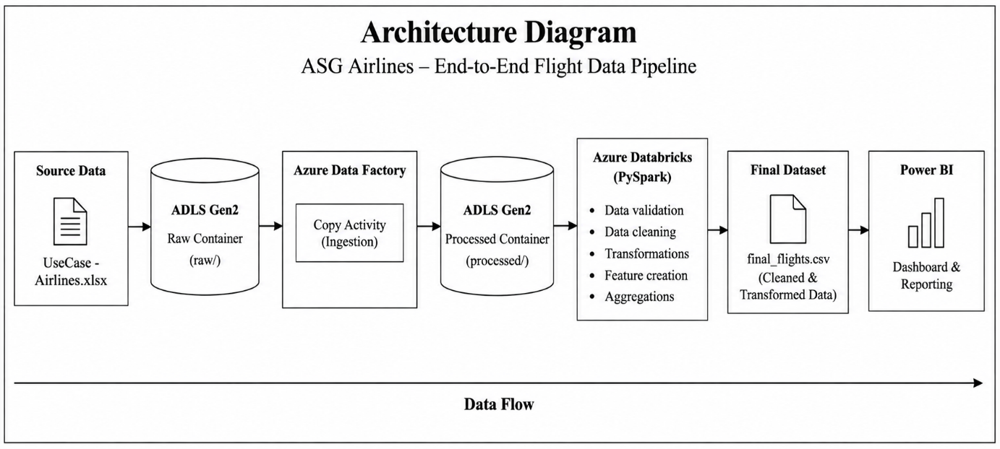 Architecture Diagram
ASG Airlines – End-to-End Flight Data Pipeline
Source Data
UseCase -
Airlines.xlsx
ADLS Gen2
Raw Container
(raw/)
Azure Data Factory
Copy Activity
(Ingestion)
ADLS Gen2
Processed Container
(processed/)
Azure Databricks
(PySpark)
• Data validation
• Data cleaning
• Transformations
• Feature creation
• Aggregations
Final Dataset
final_flights.csv
(Cleaned &
Transformed Data)
Power BI
Dashboard &
Reporting
Data Flow